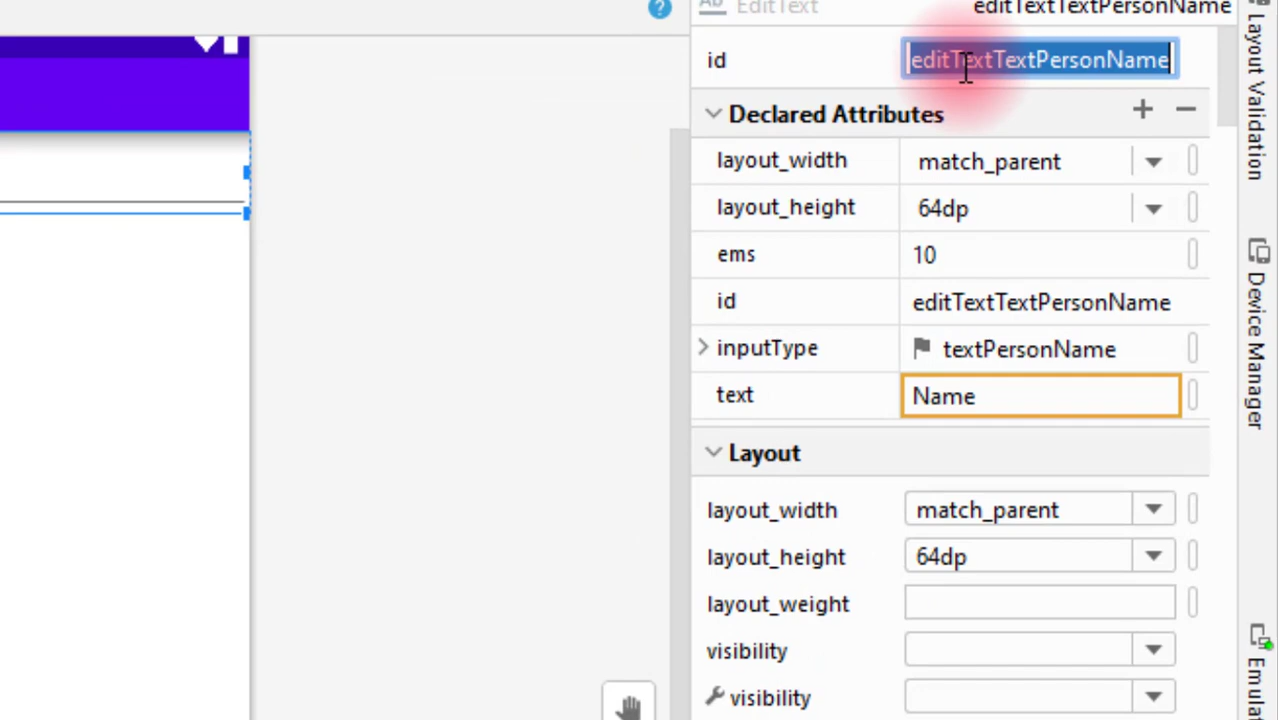 Ab EditText editTextTextPersonName
id editTextTextPersonName
Declared Attributes
layout_width match_parent
layout_height 64dp
ems 10
id editTextTextPersonName
inputType textPersonName
text Name
Layout
layout_width match_parent
layout_height 64dp
layout_weight
visibility
visibility
Layout Validation
Device Manager